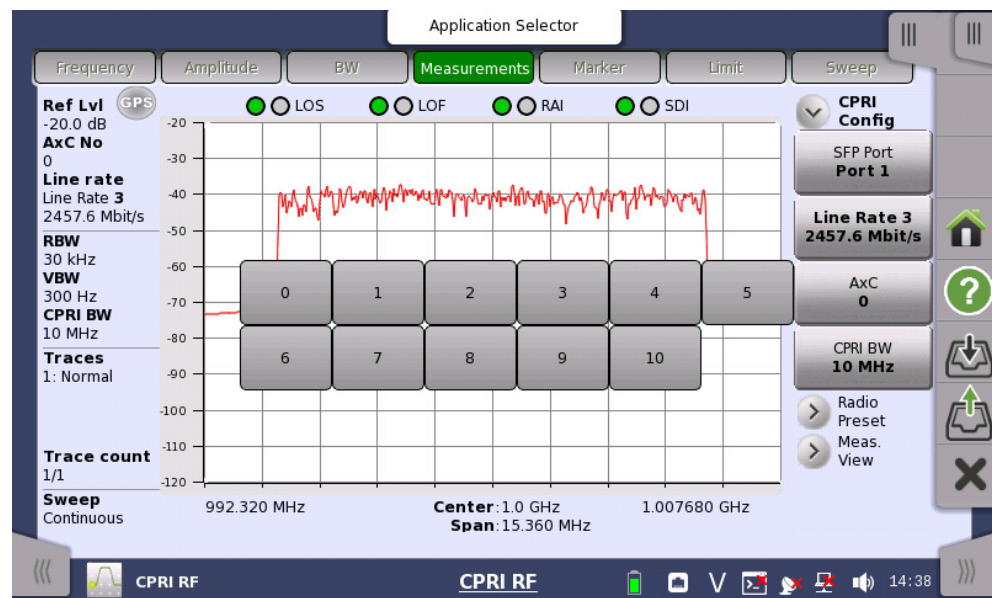 Application Selector
Frequency Amplitude BW Measurements Marker Limit Sweep
Ref Lvl GPS
-20.0 dB
AxC No
0
Line rate
Line Rate 3
2457.6 Mbit/s
RBW
30 kHz
VBW
300 Hz
CPRI BW
10 MHz
Traces
1: Normal
Trace count
1/1
Sweep
Continuous
LOS LOF RAI SDI
-20
-30
-40
-50
-60
-70
-80
-90
-100
-110
-120
0 1 2 3 4 5
6 7 8 9 10
992.320 MHz Center:1.0 GHz 1.007680 GHz
Span:15.360 MHz
CPRI
Config
SFP Port
Port 1
Line Rate 3
2457.6 Mbit/s
AxC
0
CPRI BW
10 MHz
Radio
Preset
Meas.
View
?
CPRI RF CPRI RF V 14:38